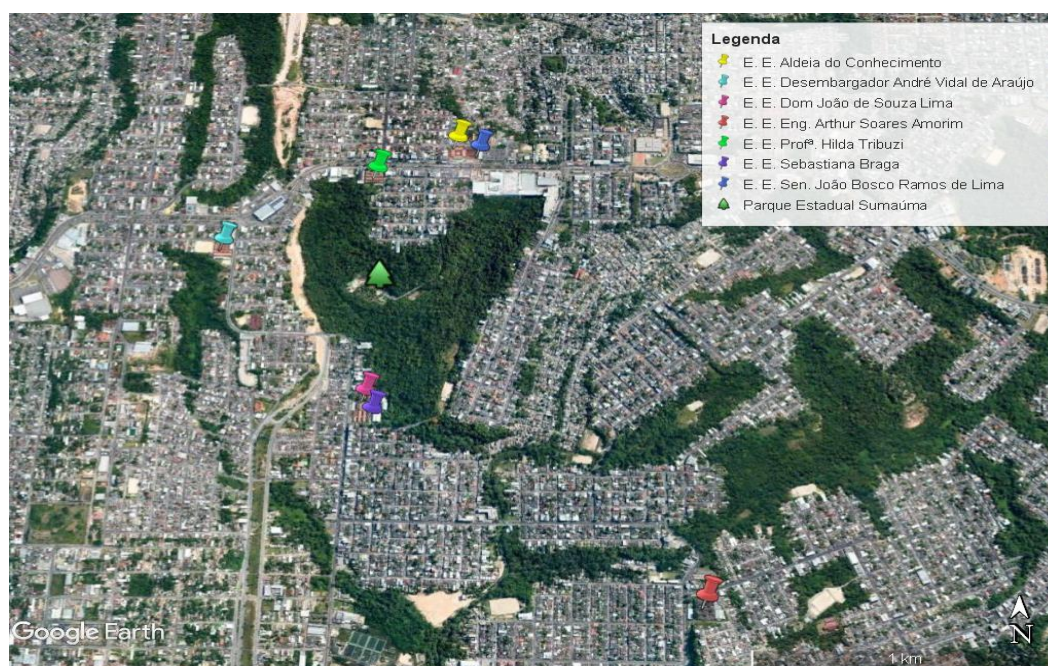 Legenda
E. E. Aldeia do Conhecimento
E. E. Desembargador André Vidal de Araújo
E. E. Dom João de Souza Lima
E. E. Eng. Arthur Soares Amorim
E. E. Profª. Hilda Tribuzi
E. E. Sebastiana Braga
E. E. Sen. João Bosco Ramos de Lima
Parque Estadual Sumaúma
Google Earth
1 km
N